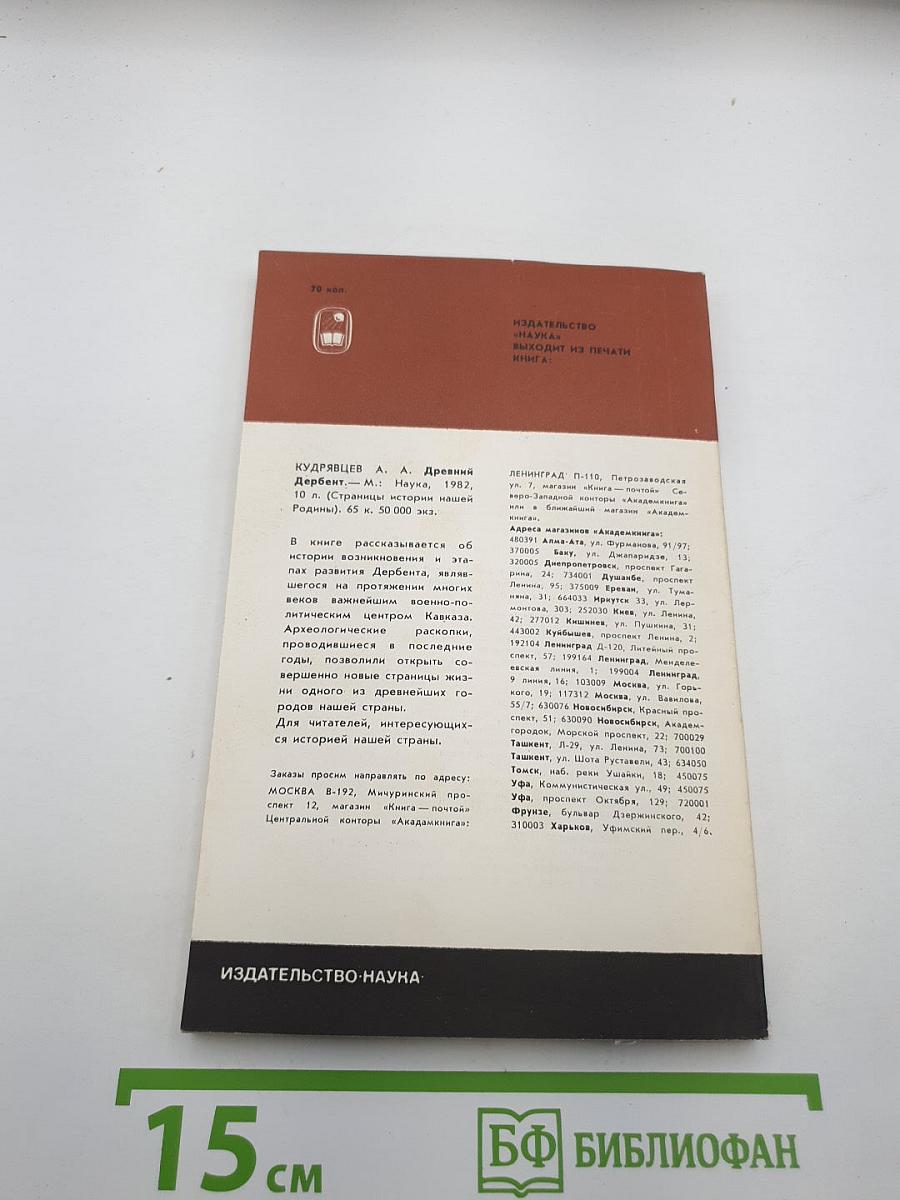 70 коп.
ИЗДАТЕЛЬСТВО
«НАУКА»
ВЫХОДИТ ИЗ ПЕЧАТИ
КНИГА:
КУДРЯВЦЕВ А. А. Древний
Дербент.— М.: Наука, 1982,
10 л. (Страницы истории нашей
Родины). 65 к. 50 000 экз.
В книге рассказывается об
истории возникновения и эта-
пах развития Дербента, являв-
шегося на протяжении многих
веков важнейшим военно-по-
литическим центром Кавказа.
Археологические раскопки,
проводившиеся в последние
годы, позволили открыть со-
вершенно новые страницы жиз-
ни одного из древнейших го-
родов нашей страны.
Для читателей, интересующих-
ся историей нашей страны.
Заказы просим направлять по адресу:
МОСКВА В-192, Мичуринский про-
спект 12, магазин «Книга — почтой»
Центральной конторы «Акадамкнига»:
ЛЕНИНГРАД П-110, Петрозаводская
ул. 7, магазин «Книга — почтой» Се-
веро-Западной конторы «Академкнига»
или в ближайший магазин «Академ-
книга».
Адреса магазинов «Академкнига»:
480391 Алма-Ата, ул. Фурманова, 91/97;
370005 Баку, ул. Джапаридзе, 13;
320005 Днепропетровск, проспект Гага-
рина, 24; 734001 Душанбе, проспект
Ленина, 95; 375009 Ереван, ул. Тума-
няна, 31; 664033 Иркутск 33, ул. Лер-
монтова, 303; 252030 Киев, ул. Ленина,
42; 277012 Кишинев, ул. Пушкина, 31;
443002 Куйбышев, проспект Ленина, 2;
192104 Ленинград Д-120, Литейный про-
спект, 57; 199164 Ленинград, Менделе-
евская линия, 1; 199004 Ленинград,
9 линия, 16; 103009 Москва, ул. Горь-
кого, 19; 117312 Москва, ул. Вавилова,
55/7; 630076 Новосибирск, Красный про-
спект, 51; 630090 Новосибирск, Академ-
городок, Морской проспект, 22; 700029
Ташкент, Л-29, ул. Ленина, 73; 700100
Ташкент, ул. Шота Руставели, 43; 634050
Томск, наб. реки Ушайки, 18; 450075
Уфа, Коммунистическая ул., 49; 450075
Уфа, проспект Октября, 129; 720001
Фрунзе, бульвар Дзержинского, 42;
310003 Харьков, Уфимский пер., 4/6.
ИЗДАТЕЛЬСТВО·НАУКА·
15 см
БФ БИБЛИОФАН